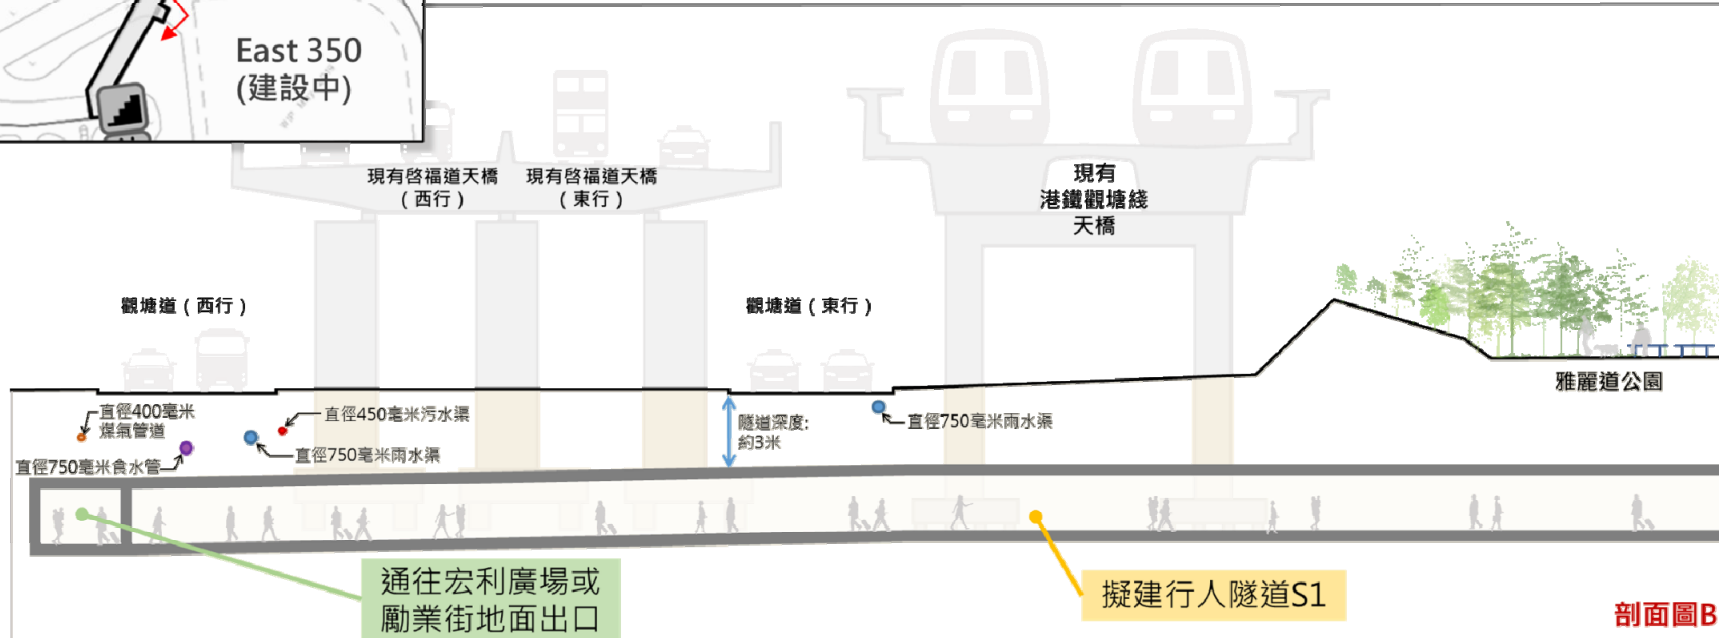 East 350
(建設中)
現有啓福道天橋
(西行)
現有啓福道天橋
(東行)
現有
港鐵觀塘綫
天橋
觀塘道(西行)
觀塘道(東行)
雅麗道公園
直徑400毫米
煤氣管道
直徑450毫米污水渠
直徑750毫米雨水渠
直徑750毫米食水管
隧道深度:
約3米
直徑750毫米雨水渠
通往宏利廣場或
勵業街地面出口
擬建行人隧道S1
剖面圖B